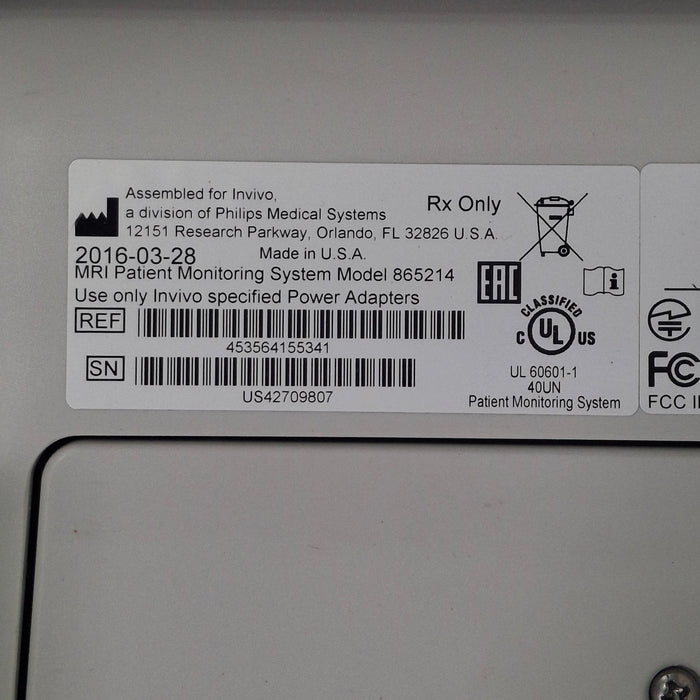 Assembled for Invivo,
a division of Philips Medical Systems
12151 Research Parkway, Orlando, FL 32826 U.S.A.
Rx Only
2016-03-28
Made in U.S.A.
MRI Patient Monitoring System Model 865214
Use only Invivo specified Power Adapters
REF
453564155341
SN
US42709807
EAC
i
CLASSIFIED
C UL US
UL 60601-1
40UN
Patient Monitoring System
FC
FCC